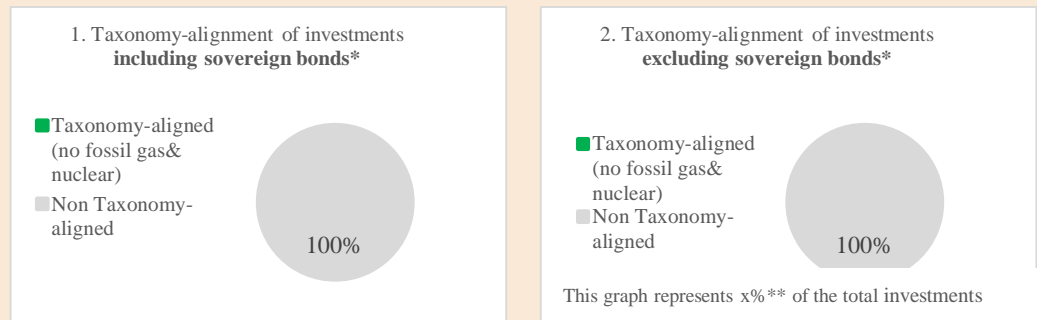 1. Taxonomy-alignment of investments
including sovereign bonds*
Taxonomy-aligned
(no fossil gas&
nuclear)
Non Taxonomy-
aligned
100%
2. Taxonomy-alignment of investments
excluding sovereign bonds*
Taxonomy-aligned
(no fossil gas&
nuclear)
Non Taxonomy-
aligned
100%
This graph represents x%** of the total investments